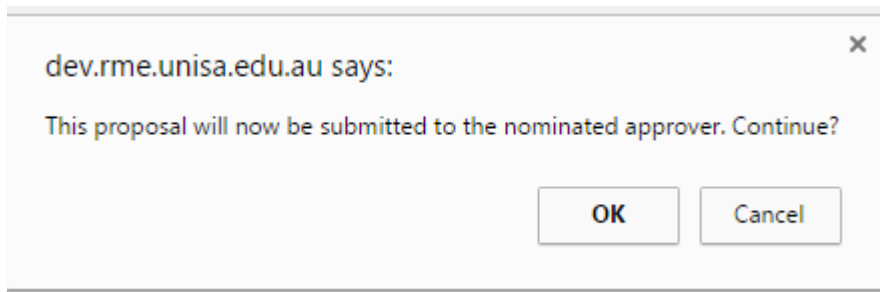 dev.rme.unisa.edu.au says:
This proposal will now be submitted to the nominated approver. Continue?
OK
Cancel